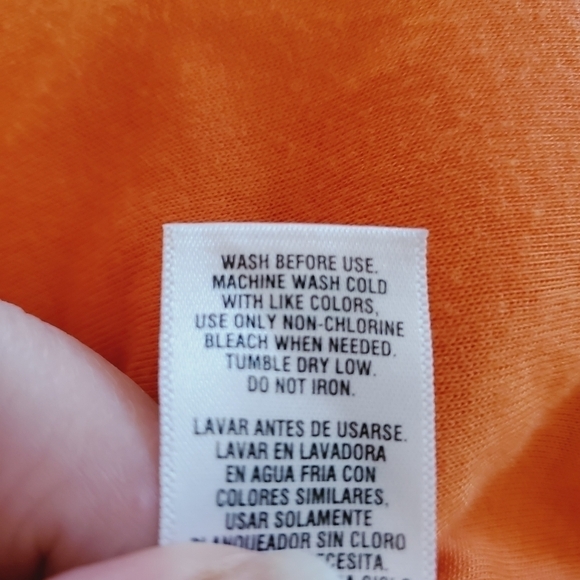 WASH BEFORE USE.
MACHINE WASH COLD
WITH LIKE COLORS,
USE ONLY NON-CHLORINE
BLEACH WHEN NEEDED.
TUMBLE DRY LOW.
DO NOT IRON.
LAVAR ANTES DE USARSE.
LAVAR EN LAVADORA
EN AGUA FRIA CON
COLORES SIMILARES,
USAR SOLAMENTE
BLANQUEADOR SIN CLORO